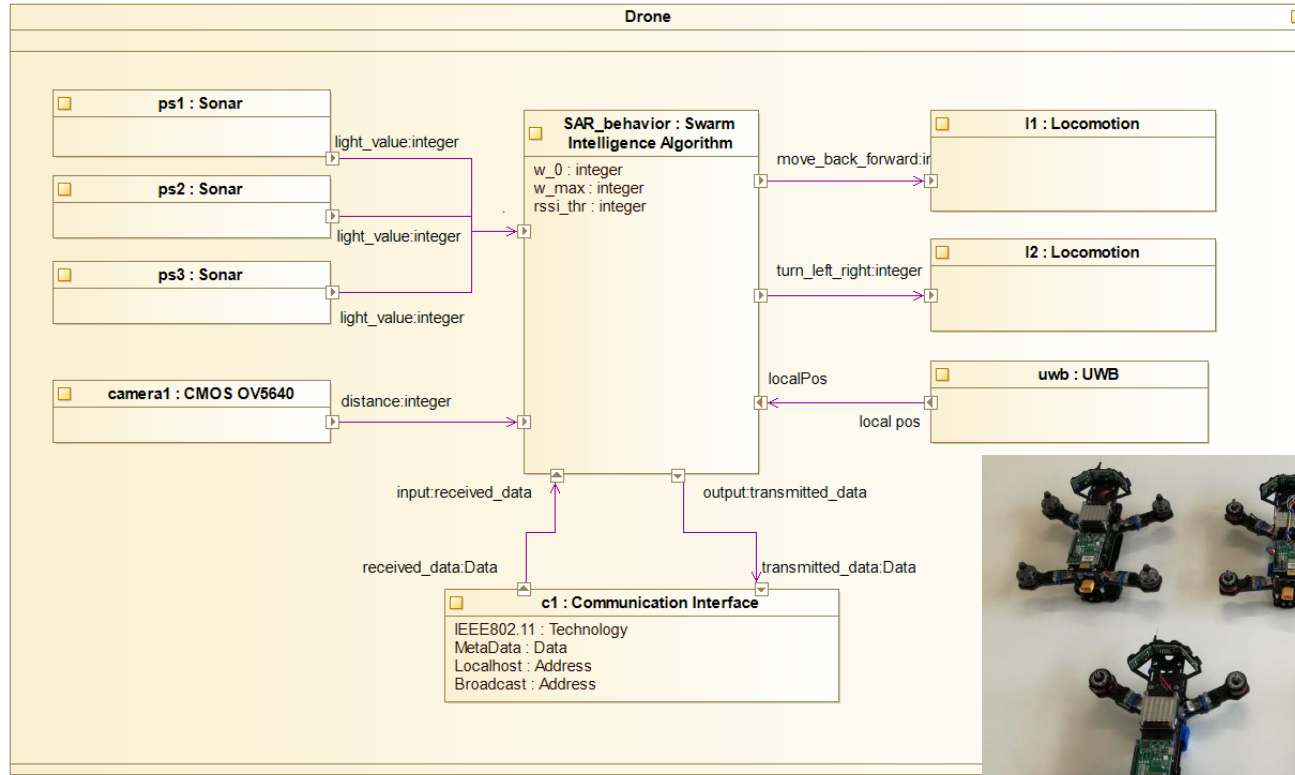 Drone
ps1 : Sonar
light_value:integer
ps2 : Sonar
light_value:integer
ps3 : Sonar
light_value:integer
camera1 : CMOS OV5640
distance:integer
SAR_behavior : Swarm
Intelligence Algorithm
w_0 : integer
w_max : integer
rssi_thr : integer
move_back_forward:ir
l1 : Locomotion
turn_left_right:integer
l2 : Locomotion
localPos
uwb : UWB
local pos
input:received_data
output:transmitted_data
received_data:Data
transmitted_data:Data
c1 : Communication Interface
IEEE802.11 : Technology
MetaData : Data
Localhost : Address
Broadcast : Address